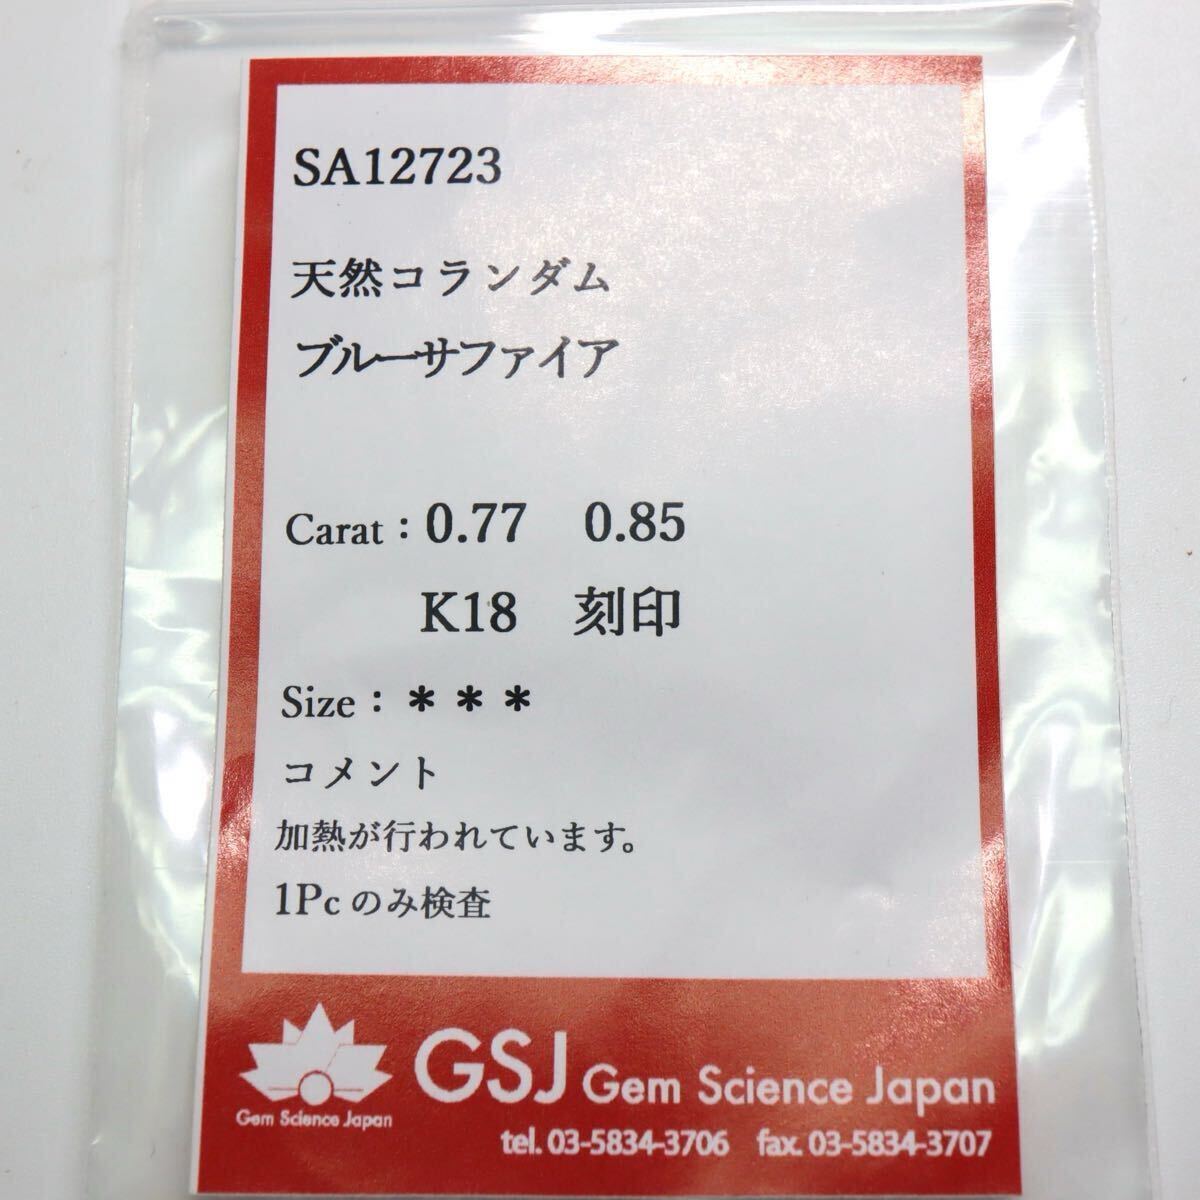 SA12723
天然コランダム
ブルーサファイア
Carat : 0.77 0.85
K18 刻印
Size : ＊＊＊
コメント
加熱が行われています。
1Pc のみ検査
GSJ Gem Science Japan
Gem Science Japan
tel. 03-5834-3706 fax. 03-5834-3707